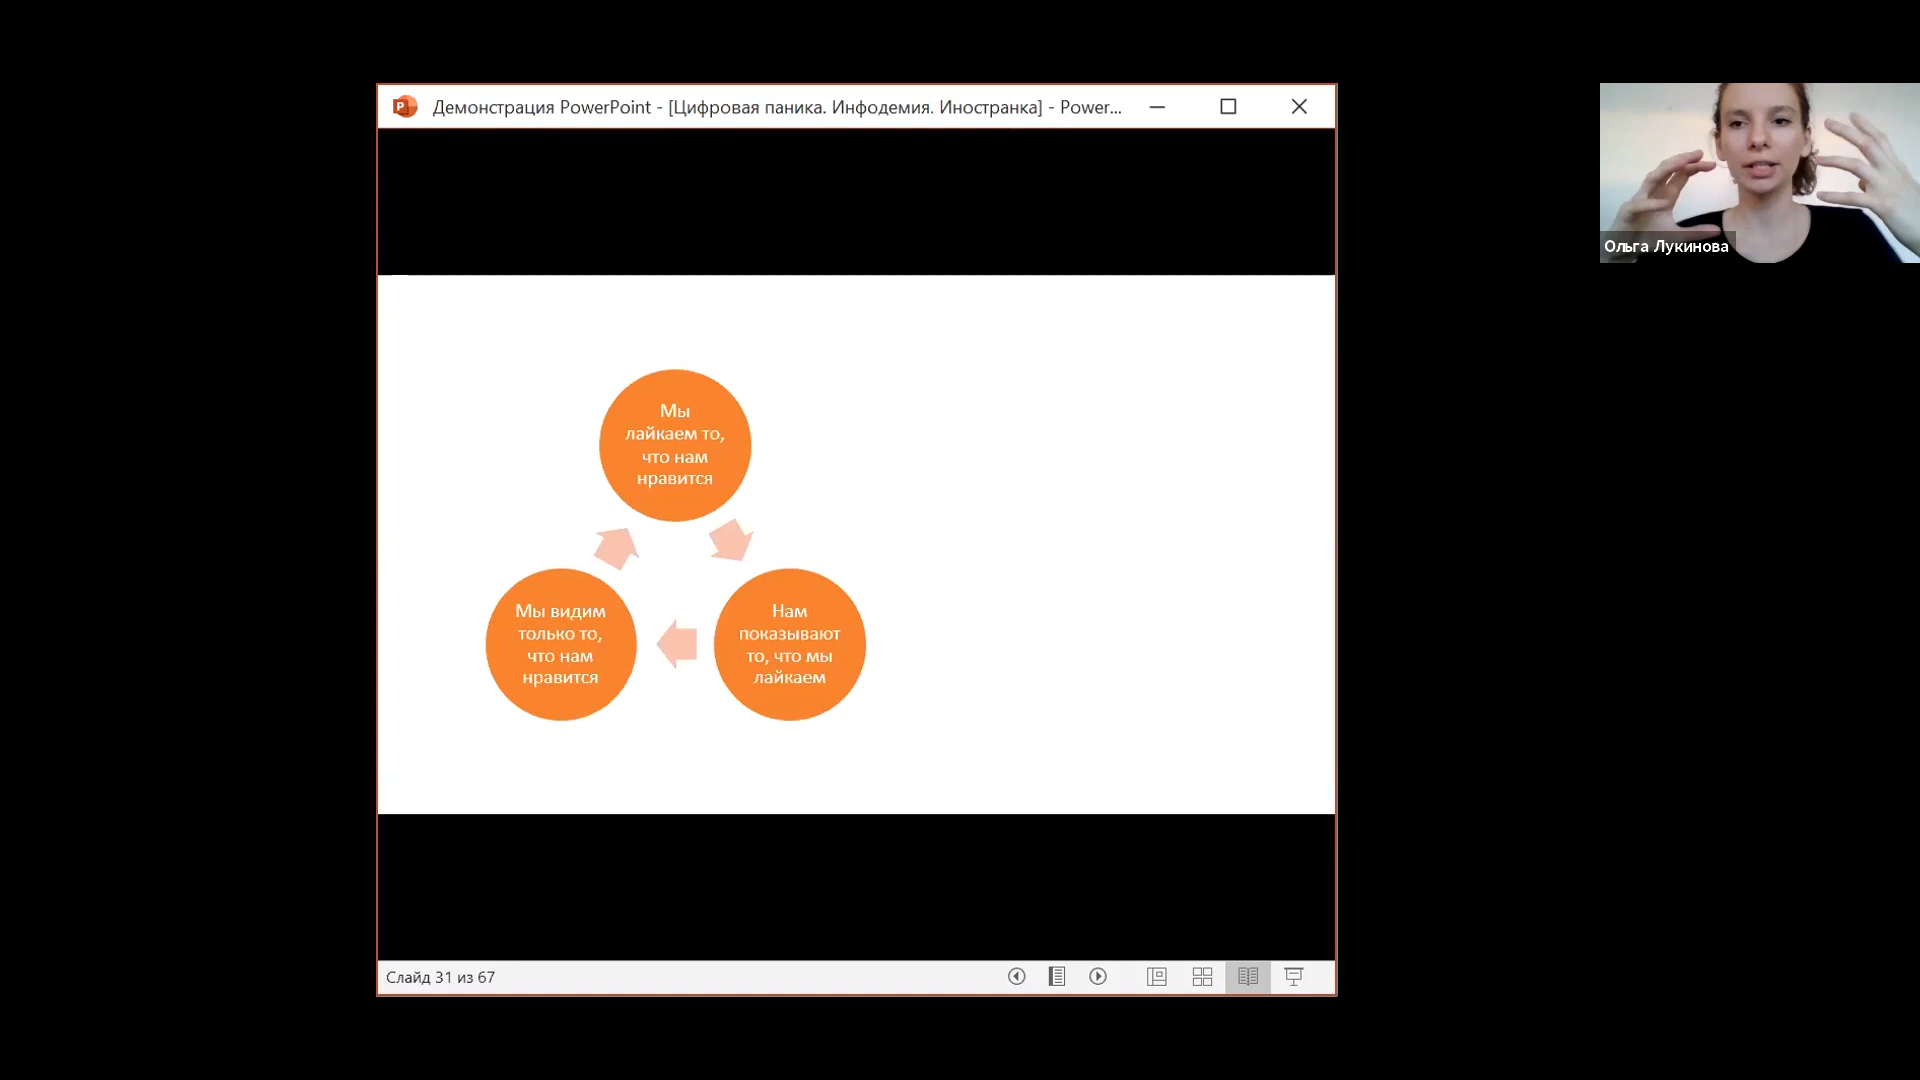 Демонстрация PowerPoint - [Цифровая паника. Инфодемия. Иностранка] - Power...
Ольга Лукинова
Мы
лайкаем то,
что нам
нравится
Мы видим
только то,
что нам
нравится
Нам
показывают
то, что мы
лайкаем
Слайд 31 из 67